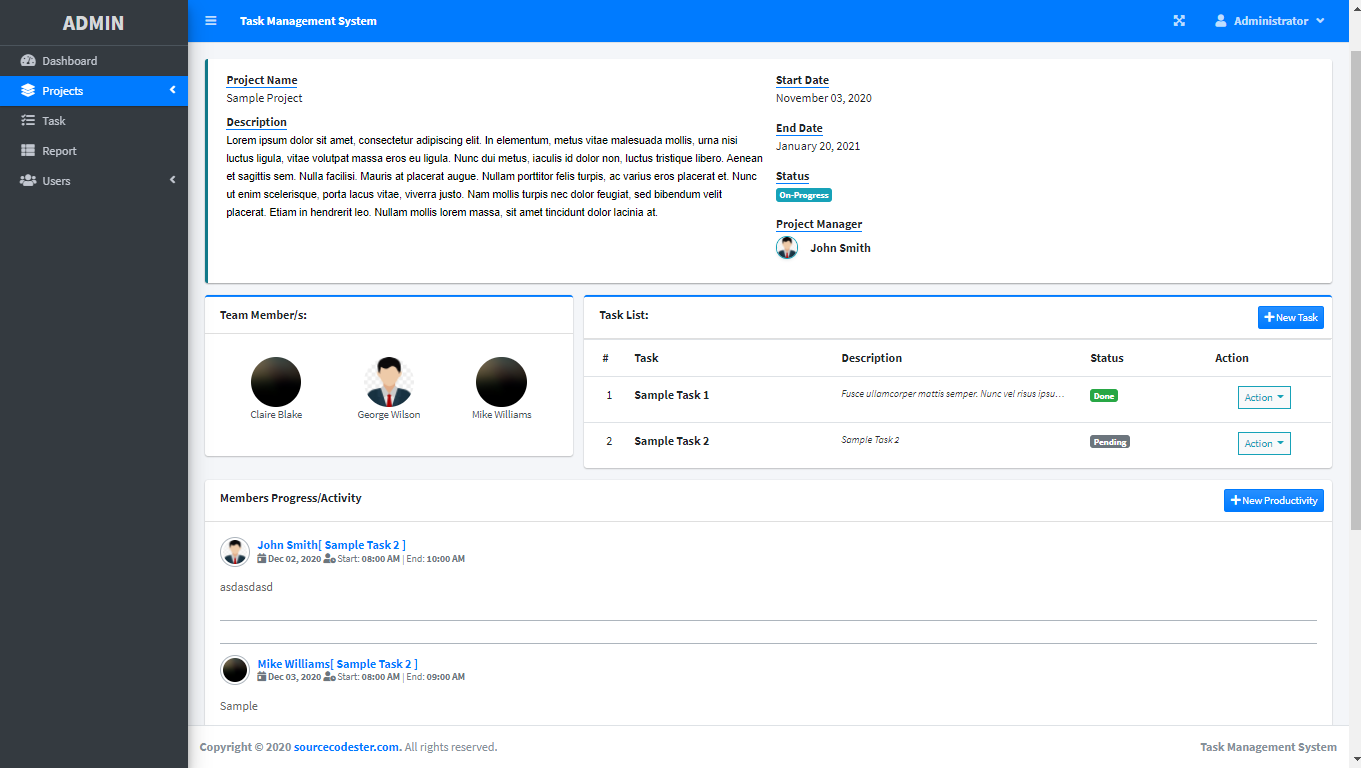 ADMIN
Task Management System
Administrator
Dashboard
Projects
Task
Report
Users
Project Name
Sample Project
Description
Lorem ipsum dolor sit amet, consectetur adipiscing elit. In elementum, metus vitae malesuada mollis, urna nisi
luctus ligula, vitae volutpat massa eros eu ligula. Nunc dui metus, iaculis id dolor non, luctus tristique libero. Aenean
et sagittis sem. Nulla facilisi. Mauris at placerat augue. Nullam porttitor felis turpis, ac varius eros placerat et. Nunc
ut enim scelerisque, porta lacus vitae, viverra justo. Nam mollis turpis nec dolor feugiat, sed bibendum velit
placerat. Etiam in hendrerit leo. Nullam mollis lorem massa, sit amet tincidunt dolor lacinia at.
Start Date
November 03, 2020
End Date
January 20, 2021
Status
On-Progress
Project Manager
John Smith
Team Member/s:
Claire Blake
George Wilson
Mike Williams
Task List:
New Task
# Task Description Status Action
1 Sample Task 1 Fusce ullamcorper mattis semper. Nunc vel risus ipsu... Done Action
2 Sample Task 2 Sample Task 2 Pending Action
Members Progress/Activity
New Productivity
John Smith[ Sample Task 2 ]
Dec 02, 2020 Start: 08:00 AM | End: 10:00 AM
asdasdasd
Mike Williams[ Sample Task 2 ]
Dec 03, 2020 Start: 08:00 AM | End: 09:00 AM
Sample
Copyright © 2020 sourcecodester.com. All rights reserved.
Task Management System